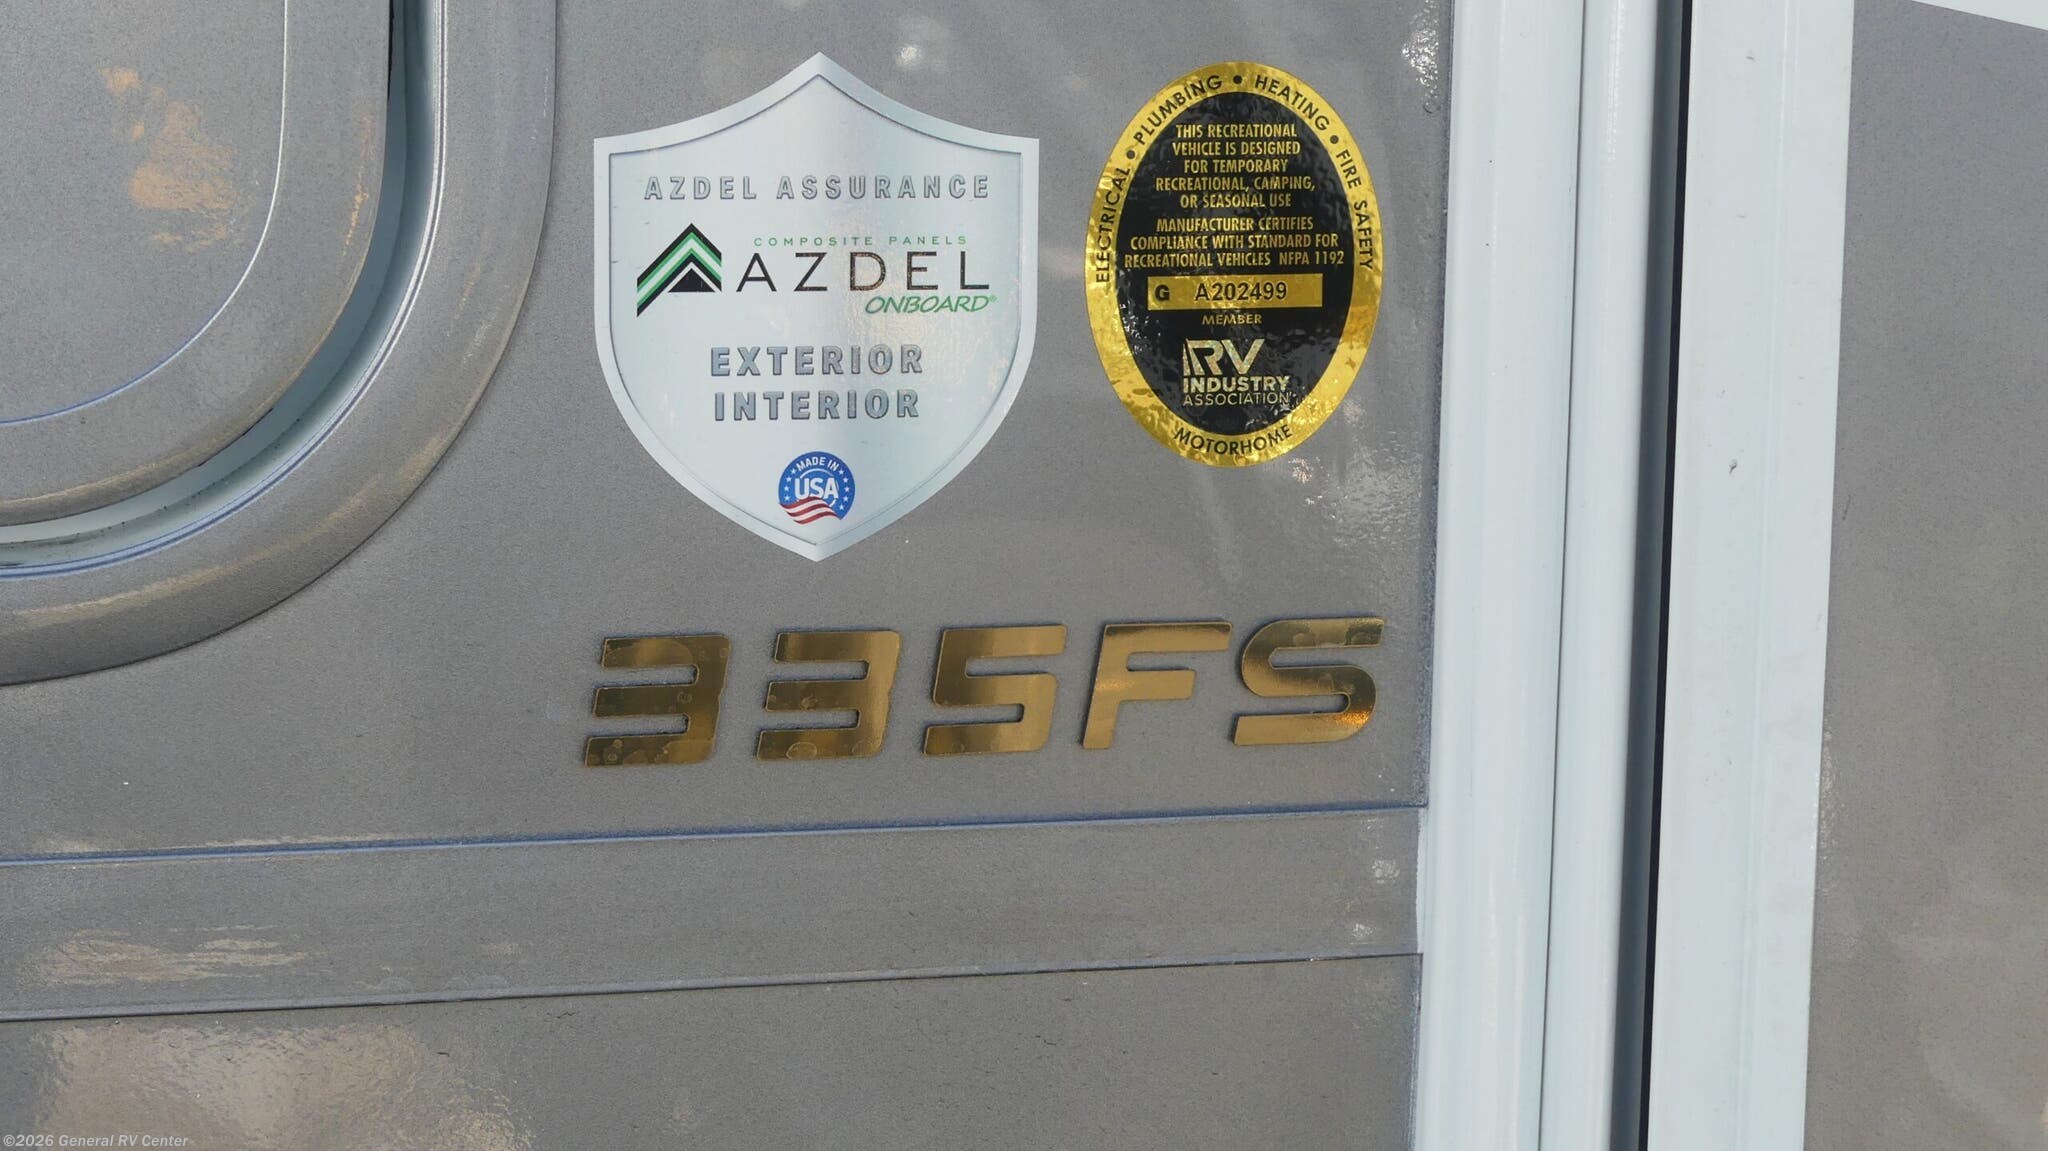 AZDEL ASSURANCE
COMPOSITE PANELS
AZDEL
ONBOARD®
EXTERIOR
INTERIOR
MADE IN
USA
ELECTRICAL • PLUMBING • HEATING • FIRE SAFETY
THIS RECREATIONAL
VEHICLE IS DESIGNED
FOR TEMPORARY
RECREATIONAL, CAMPING,
OR SEASONAL USE
MANUFACTURER CERTIFIES
COMPLIANCE WITH STANDARD FOR
RECREATIONAL VEHICLES NFPA 1192
G A202499
MEMBER
RV
INDUSTRY
ASSOCIATION
MOTORHOME
335FS
©2026 General RV Center